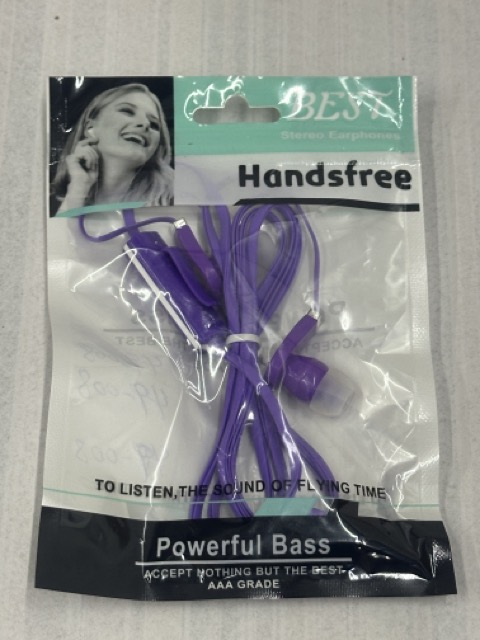 BEST
Stereo Earphones
Handsfree
TO LISTEN,THE SOUND OF FLYING TIME
Powerful Bass
ACCEPT NOTHING BUT THE BEST
AAA GRADE